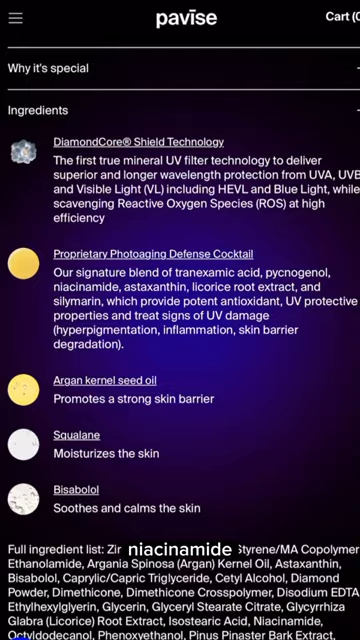 pavise
Cart (0
Why it's special
Ingredients
DiamondCore® Shield Technology
The first true mineral UV filter technology to deliver
superior and longer wavelength protection from UVA, UVB
and Visible Light (VL) including HEVL and Blue Light, while
scavenging Reactive Oxygen Species (ROS) at high
efficiency
Proprietary Photoaging Defense Cocktail
Our signature blend of tranexamic acid, pycnogenol,
niacinamide, astaxanthin, licorice root extract, and
silymarin, which provide potent antioxidant, UV protective
properties and treat signs of UV damage
(hyperpigmentation, inflammation, skin barrier
degradation).
Argan kernel seed oil
Promotes a strong skin barrier
Squalane
Moisturizes the skin
Bisabolol
Soothes and calms the skin
Full ingredient list: niacinamide Styrene/MA Copolymer
Ethanolamide, Argania Spinosa (Argan) Kernel Oil, Astaxanthin,
Bisabolol, Caprylic/Capric Triglyceride, Cetyl Alcohol, Diamond
Powder, Dimethicone, Dimethicone Crosspolymer, Disodium EDTA
Ethylhexylglyerin, Glycerin, Glyceryl Stearate Citrate, Glycyrrhiza
Glabra (Licorice) Root Extract, Isostearic Acid, Niacinamide,
Octyldodecanol, Phenoxyethanol, Pinus Pinaster Bark Extract,